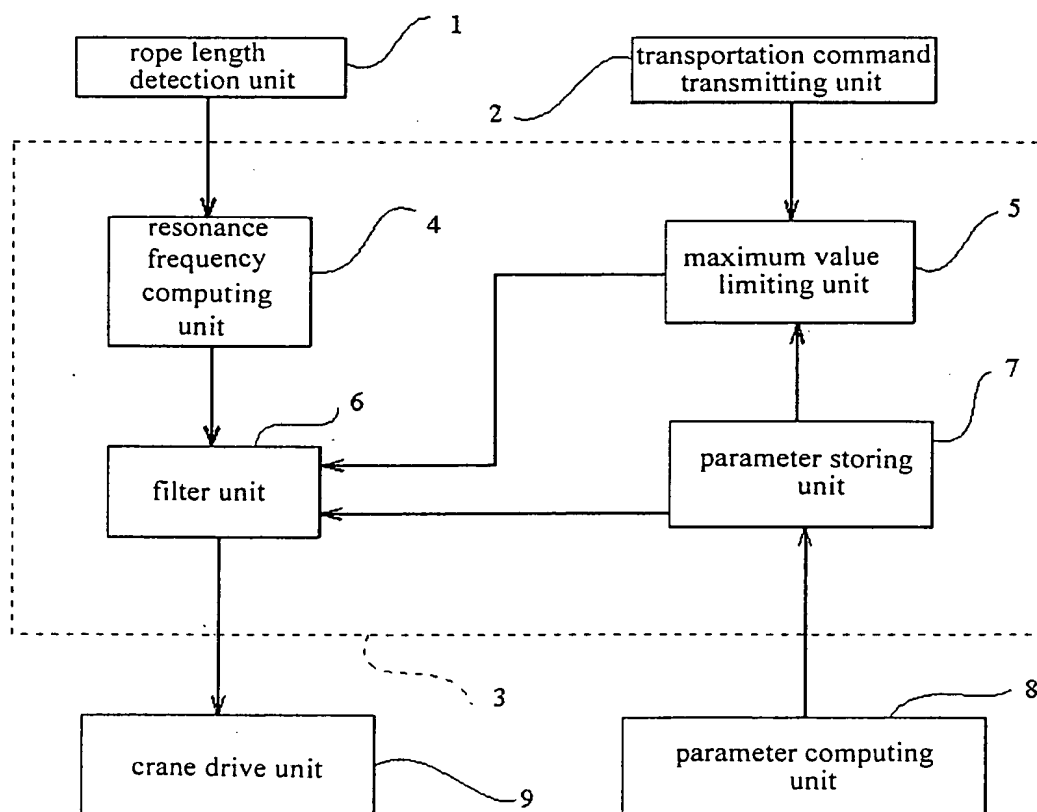 1
rope length
detection unit
transportation command
transmitting unit
2
resonance
frequency
computing
unit
4
maximum value
limiting unit
5
6
filter unit
parameter storing
unit
7
3
crane drive unit
9
parameter computing
unit
8